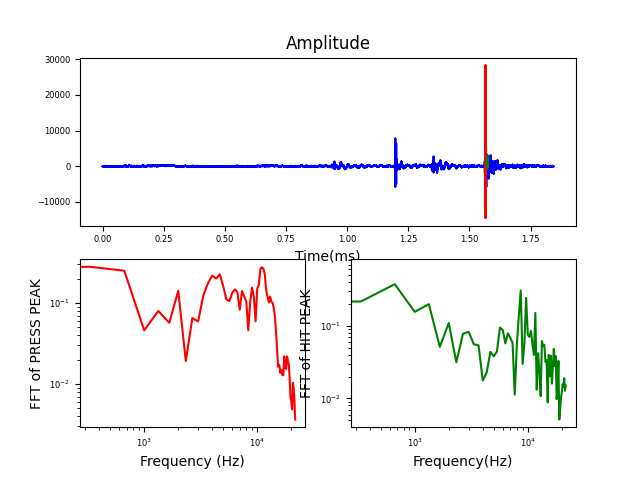 Amplitude
30000
20000
10000
0
−10000
0.00 0.25 0.50 0.75 1.00 1.25 1.50 1.75
Time(ms)
FFT of PRESS PEAK
10⁻¹
10⁻²
10³ 10⁴
Frequency (Hz)
FFT of HIT PEAK
10⁻¹
10⁻²
10³ 10⁴
Frequency(Hz)